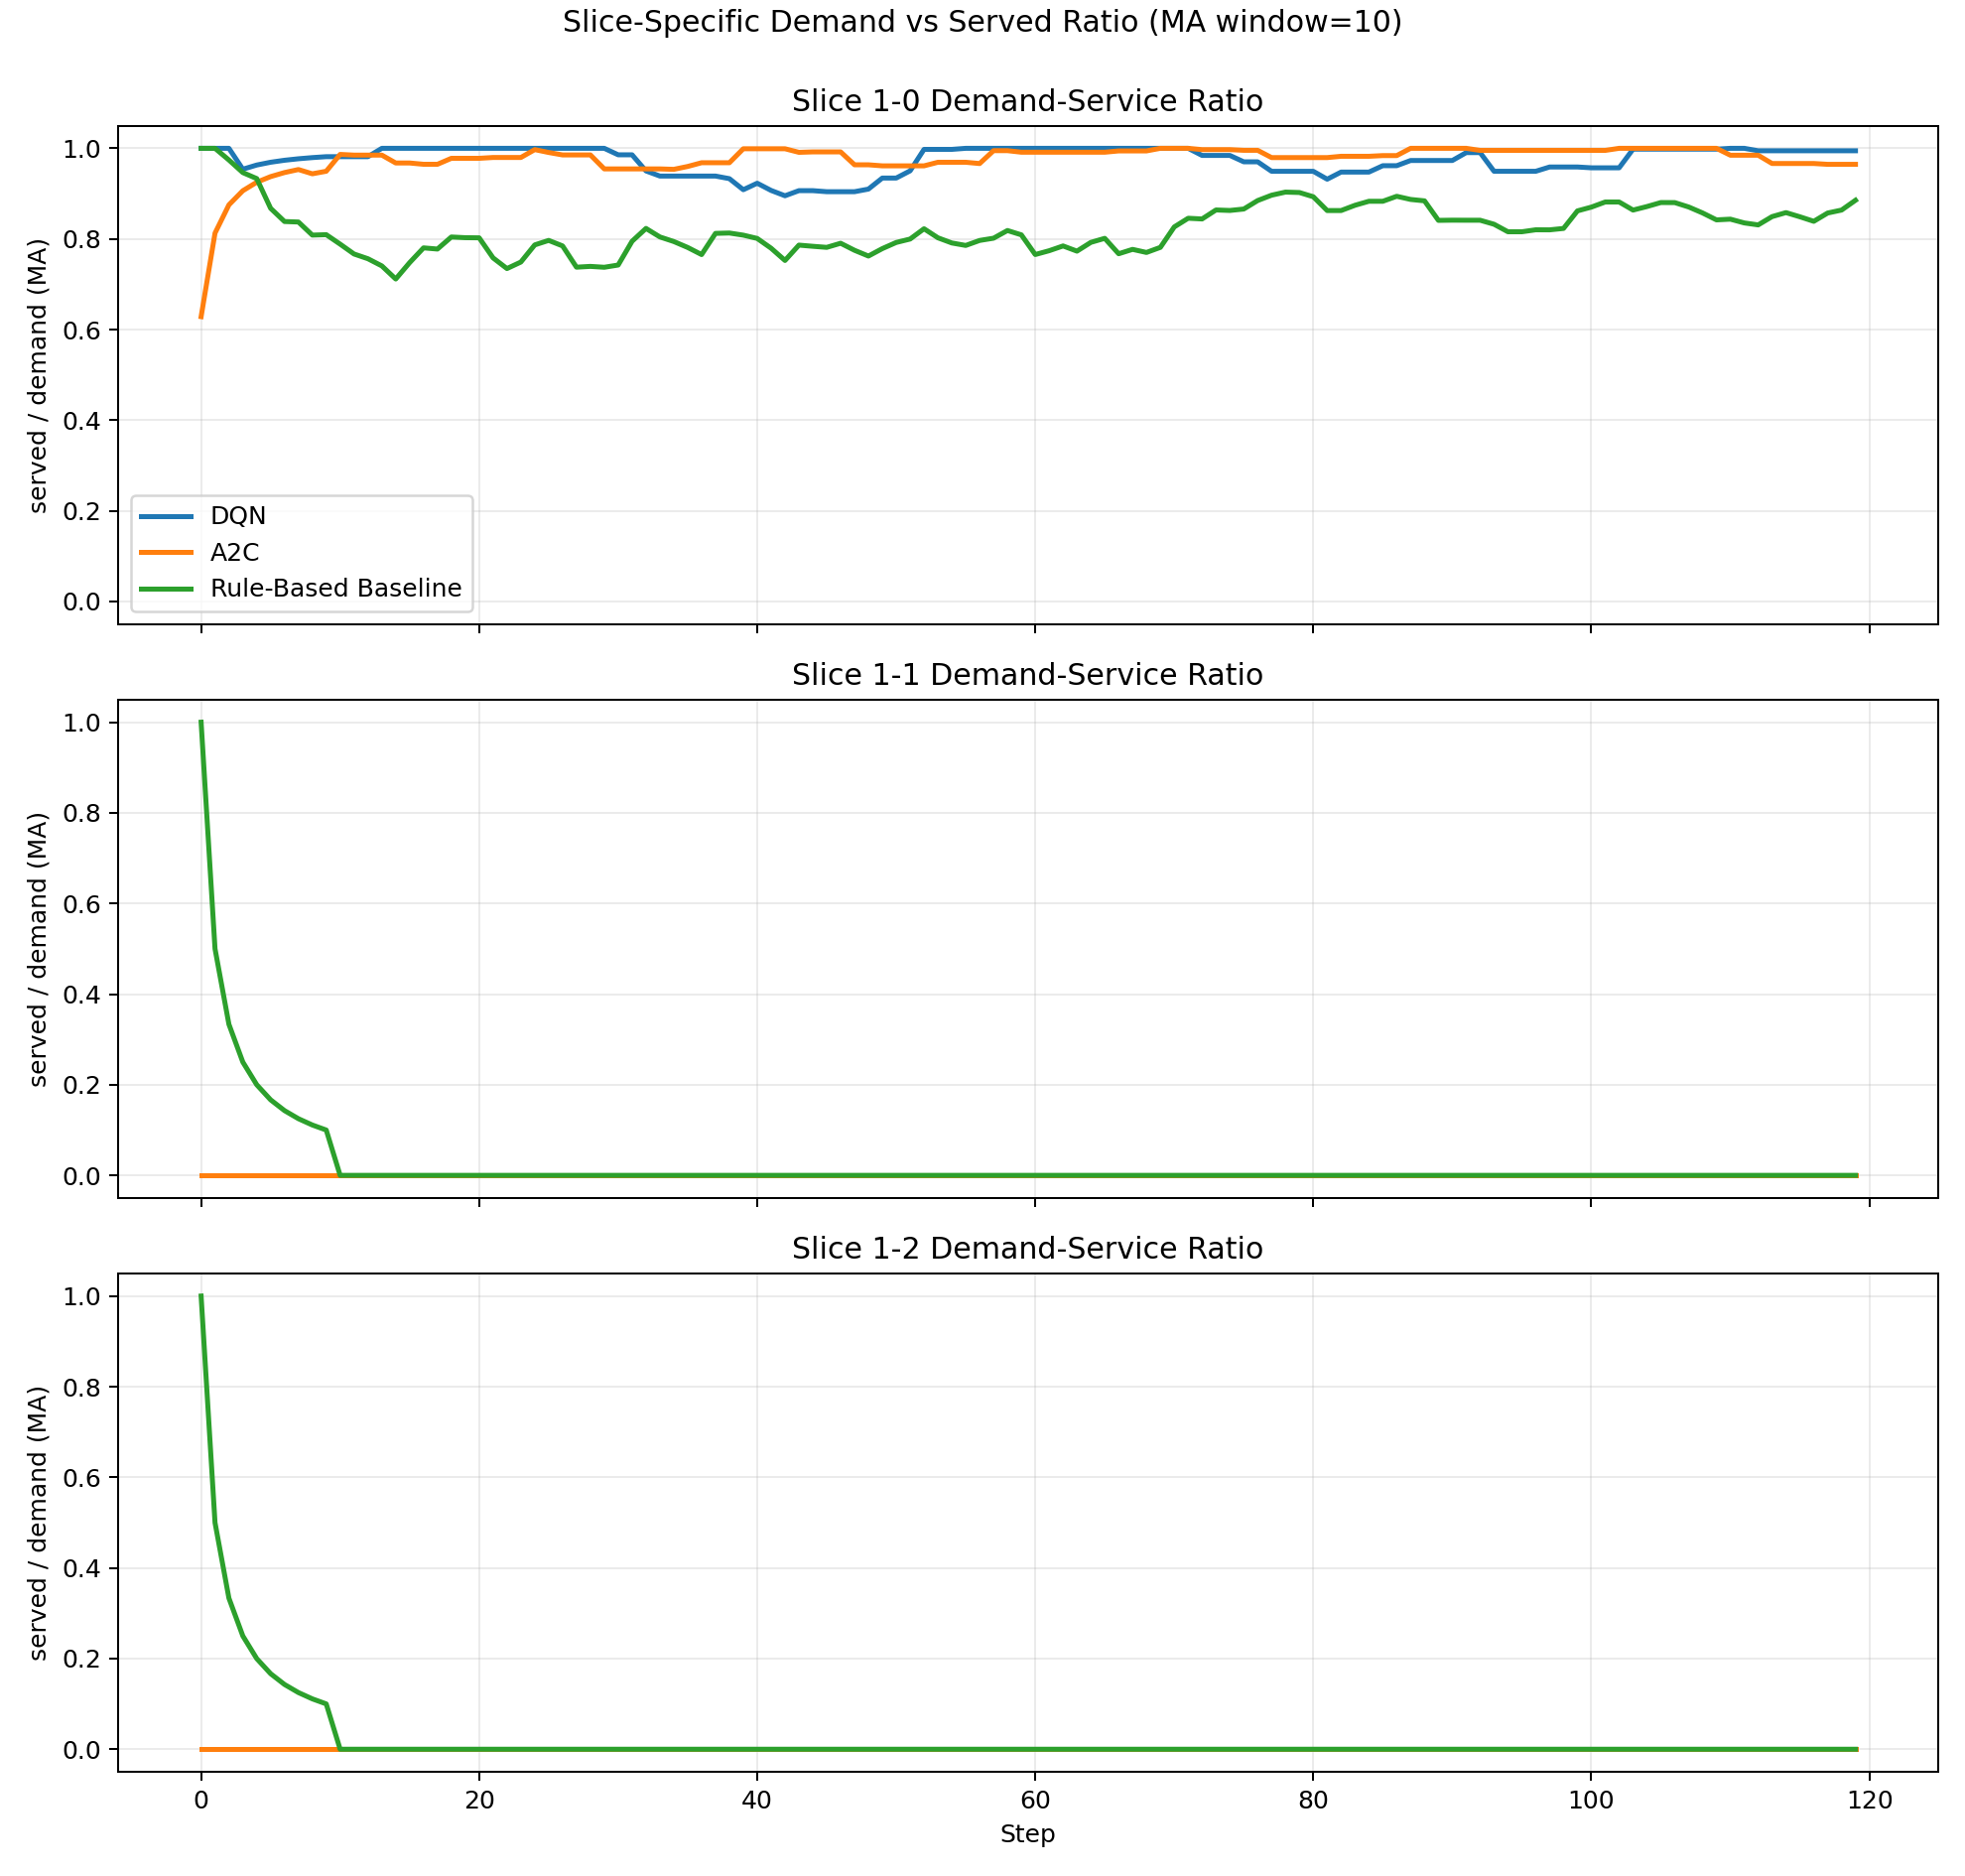 Slice-Specific Demand vs Served Ratio (MA window=10)
Slice 1-0 Demand-Service Ratio
served / demand (MA)
1.0
0.8
0.6
0.4
0.2
0.0
DQN
A2C
Rule-Based Baseline
Slice 1-1 Demand-Service Ratio
served / demand (MA)
1.0
0.8
0.6
0.4
0.2
0.0
Slice 1-2 Demand-Service Ratio
served / demand (MA)
1.0
0.8
0.6
0.4
0.2
0.0
0 20 40 60 80 100 120
Step